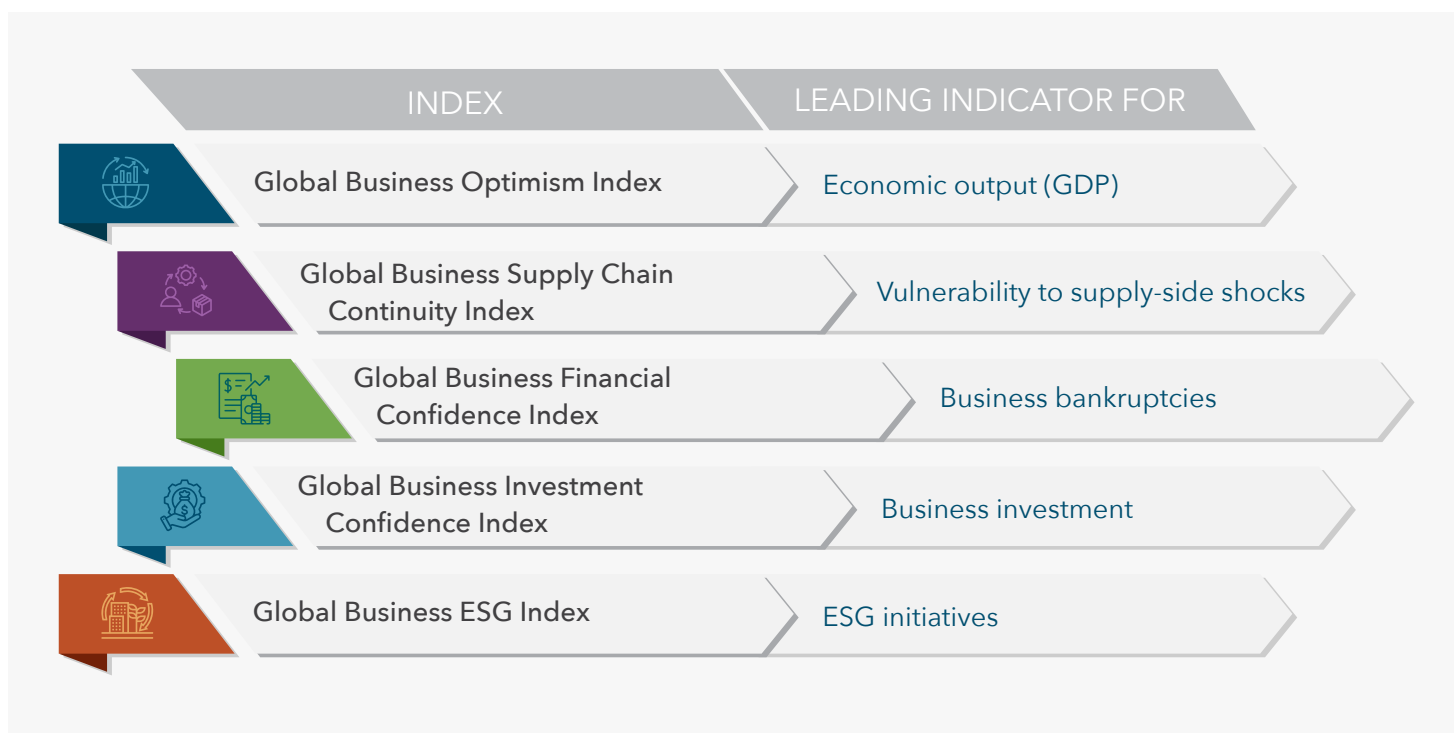 INDEX
LEADING INDICATOR FOR
Global Business Optimism Index
Economic output (GDP)
Global Business Supply Chain
Continuity Index
Vulnerability to supply-side shocks
Global Business Financial
Confidence Index
Business bankruptcies
Global Business Investment
Confidence Index
Business investment
Global Business ESG Index
ESG initiatives